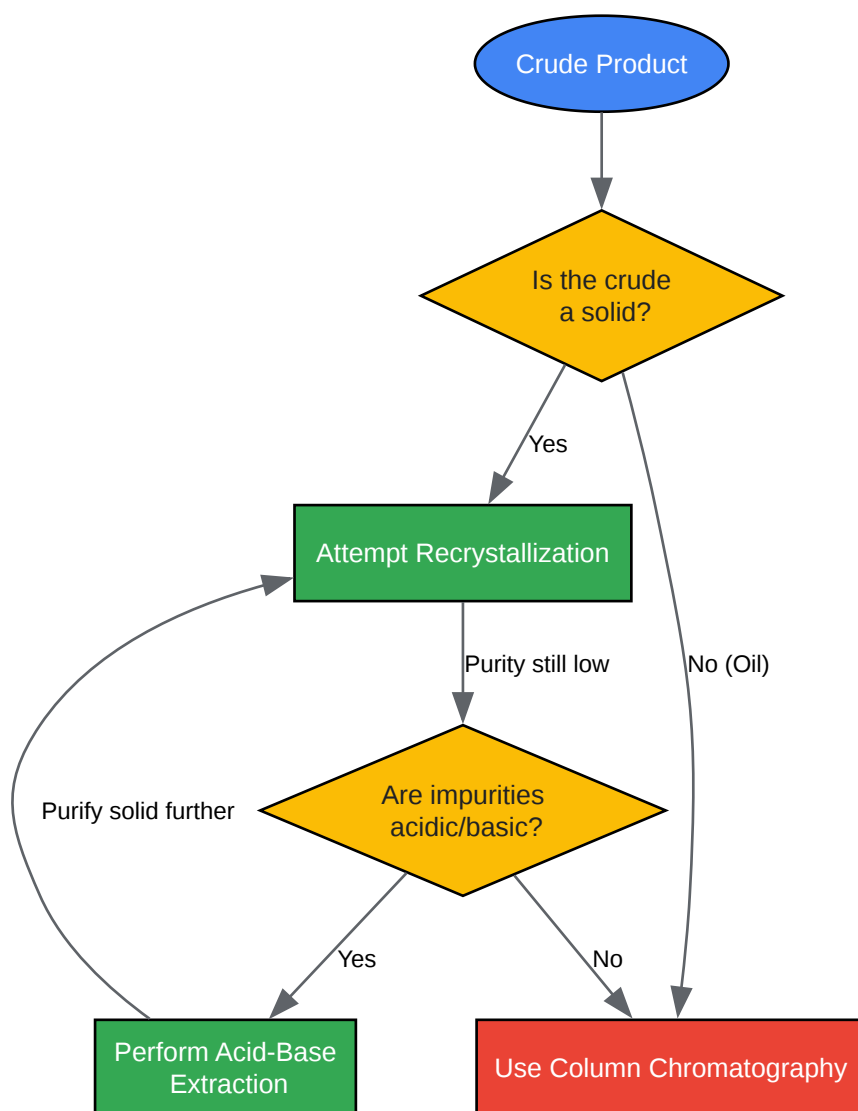 Crude Product
Is the crude
a solid?
Yes
Attempt Recrystallization
Purity still low
No (Oil)
Are impurities
acidic/basic?
Purify solid further
Yes
No
Perform Acid-Base
Extraction
Use Column Chromatography